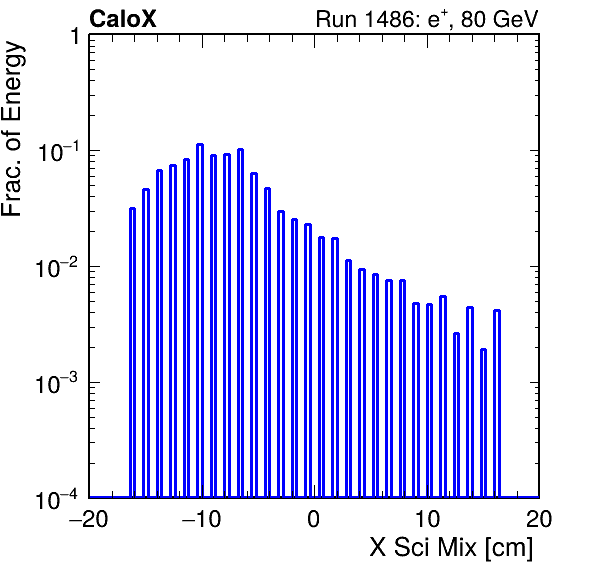 CaloX Run 1486: e⁺, 80 GeV
Frac. of Energy
1
10⁻¹
10⁻²
10⁻³
10⁻⁴
−20 −10 0 10 20
X Sci Mix [cm]